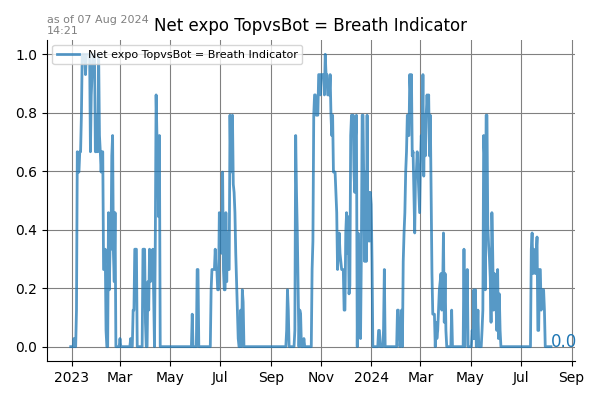 as of 07 Aug 2024
14:21
Net expo TopvsBot = Breath Indicator
Net expo TopvsBot = Breath Indicator
1.0
0.8
0.6
0.4
0.2
0.0
0.0
2023 Mar May Jul Sep Nov 2024 Mar May Jul Sep